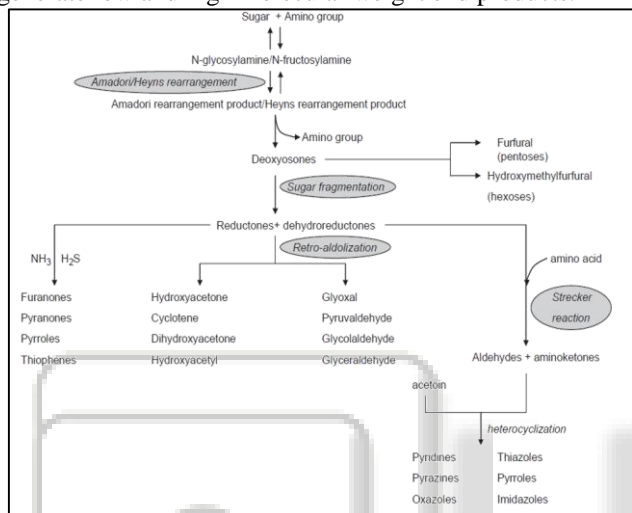 Sugar + Amino group
N-glycosylamine/N-fructosylamine
Amadori/Heyns rearrangement
Amadori rearrangement product/Heyns rearrangement product
Amino group
Deoxyosones
Furfural
(pentoses)
Hydroxymethylfurfural
(hexoses)
Sugar fragmentation
Reductones+ dehydroreductones
Retro-aldolization
NH3 H2S
amino acid
Strecker
reaction
Furanones Hydroxyacetone Glyoxal
Pyranones Cyclotene Pyruvaldehyde
Pyrroles Dihydroxyacetone Glycolaldehyde
Thiophenes Hydroxyacetyl Glyceraldehyde
Aldehydes + aminoketones
acetoin
heterocyclization
Pyridines Thiazoles
Pyrazines Pyrroles
Oxazoles Imidazoles